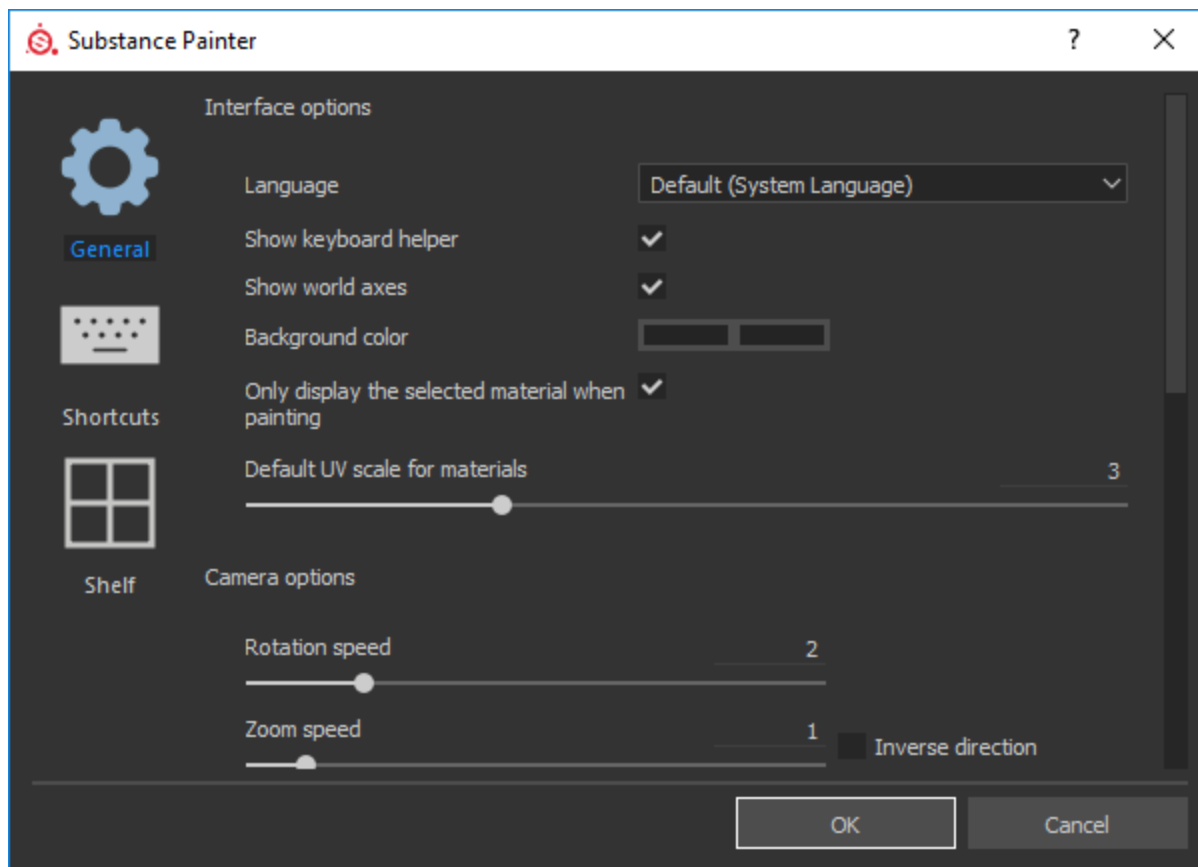 Substance Painter
?
Interface options
General
Language
Default (System Language)
Show keyboard helper
Show world axes
Background color
Only display the selected material when
painting
Shortcuts
Default UV scale for materials
3
Shelf
Camera options
Rotation speed
2
Zoom speed
1
Inverse direction
OK
Cancel